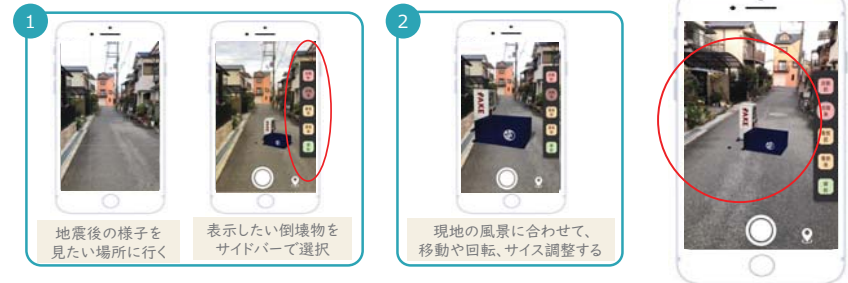 1
地震後の様子を
見たい場所に行く
FAKE
表示したい倒壊物を
サイドバーで選択
2
FAKE
現地の風景に合わせて、
移動や回転、サイス調整する
FAKE